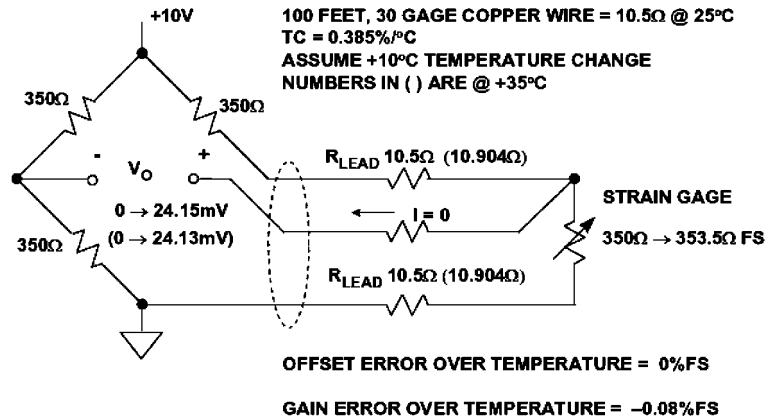 +10V
100 FEET, 30 GAGE COPPER WIRE = 10.5Ω @ 25°C
TC = 0.385%/°C
ASSUME +10°C TEMPERATURE CHANGE
NUMBERS IN ( ) ARE @ +35°C
350Ω
350Ω
- VO +
0 → 24.15mV
(0 → 24.13mV)
350Ω
RLEAD 10.5Ω (10.904Ω)
I = 0
RLEAD 10.5Ω (10.904Ω)
STRAIN GAGE
350Ω → 353.5Ω FS
OFFSET ERROR OVER TEMPERATURE = 0%FS
GAIN ERROR OVER TEMPERATURE = –0.08%FS